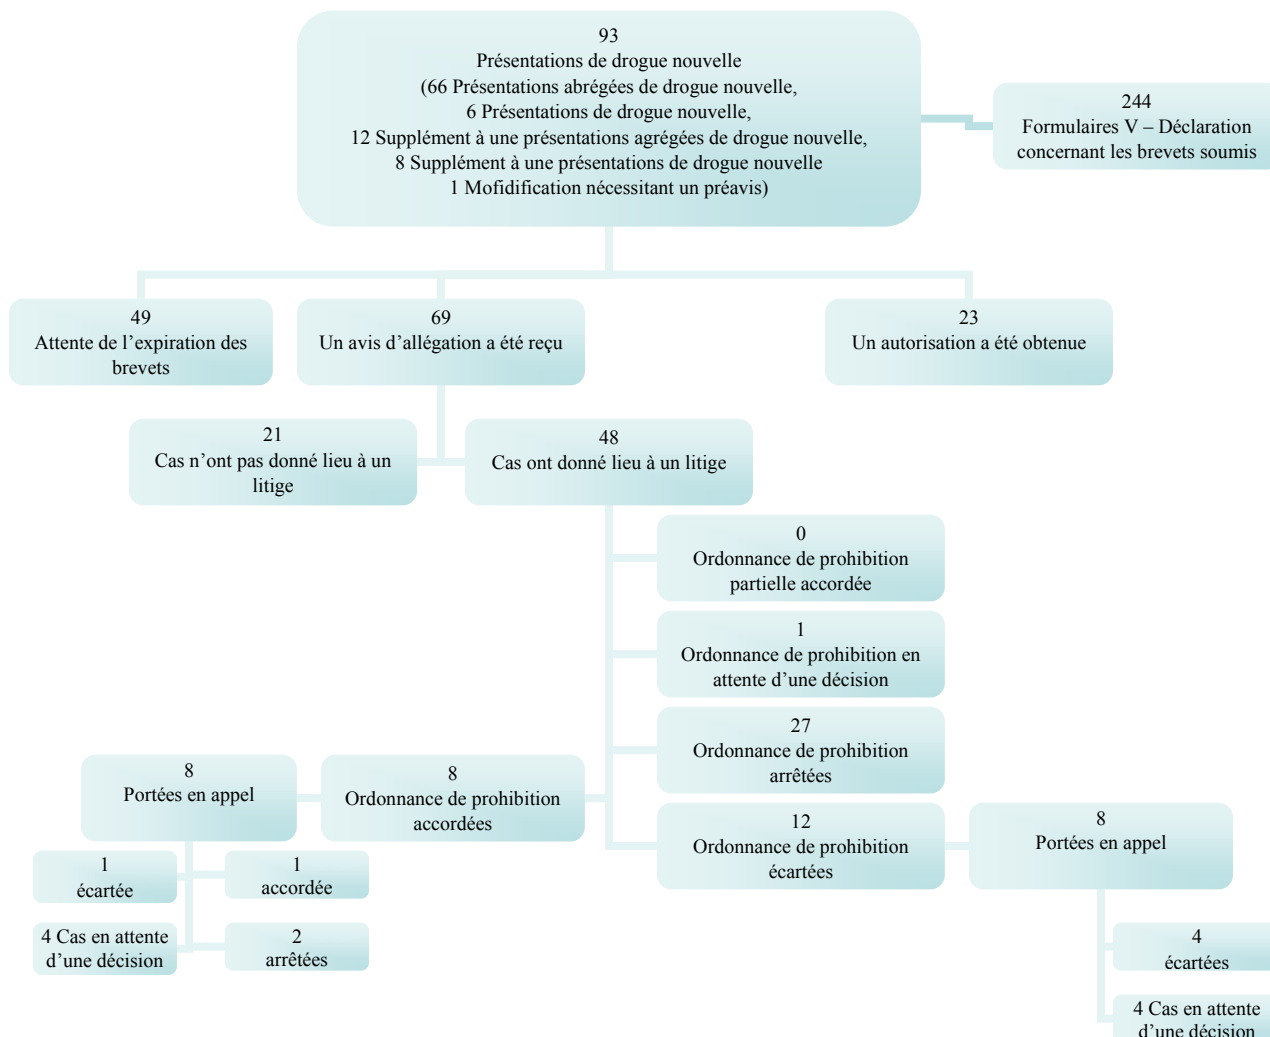 93
Présentations de drogue nouvelle
(66 Présentations abrégées de drogue nouvelle,
6 Présentations de drogue nouvelle,
12 Supplément à une présentations agrégées de drogue nouvelle,
8 Supplément à une présentations de drogue nouvelle
1 Mofidification nécessitant un préavis)
244
Formulaires V – Déclaration
concernant les brevets soumis
49
Attente de l’expiration des
brevets
69
Un avis d’allégation a été reçu
23
Un autorisation a été obtenue
21
Cas n’ont pas donné lieu à un
litige
48
Cas ont donné lieu à un litige
0
Ordonnance de prohibition
partielle accordée
1
Ordonnance de prohibition en
attente d’une décision
27
Ordonnance de prohibition
arrêtées
8
Portées en appel
8
Ordonnance de prohibition
accordées
12
Ordonnance de prohibition
écartées
8
Portées en appel
1
écartée
1
accordée
4 Cas en attente
d’une décision
2
arrêtées
4
écartées
4 Cas en attente
d’une décision